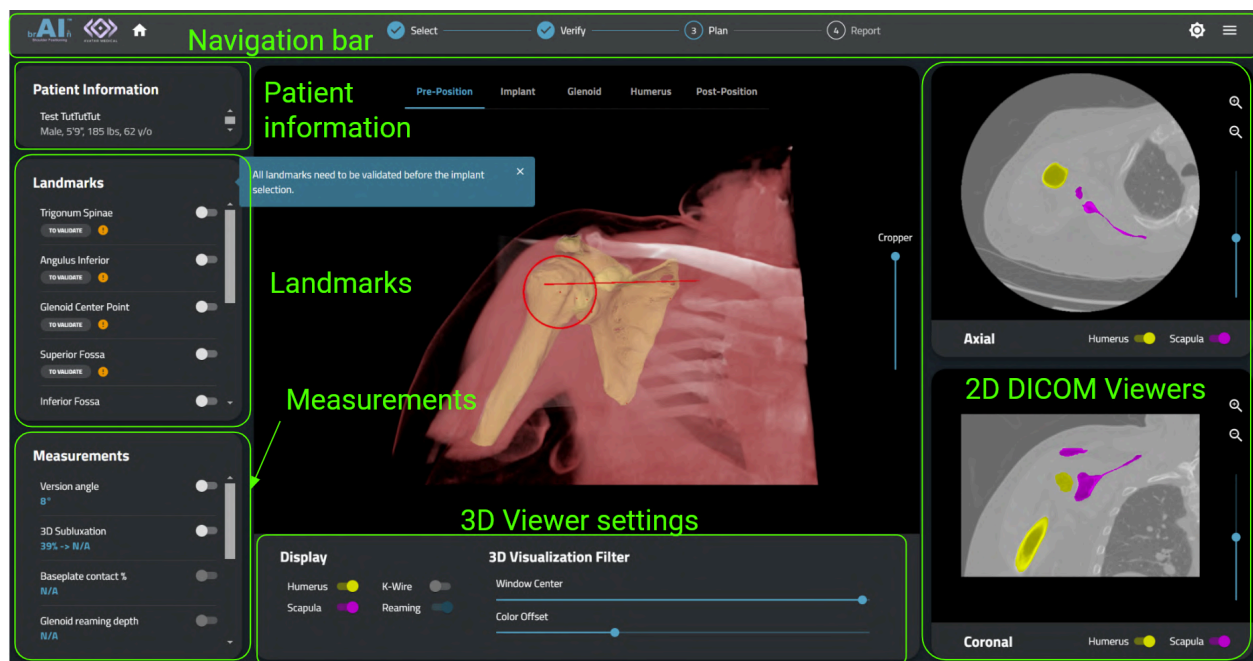 brAIn™
Shoulder Positioning
AVATAR MEDICAL
Navigation bar
Select
Verify
3 Plan
4 Report
Patient Information
Test TutTutTut
Male, 5'9", 185 lbs, 62 y/o
Patient
information
Pre-Position
Implant
Glenoid
Humerus
Post-Position
Landmarks
All landmarks need to be validated before the implant
selection.
×
Trigonum Spinae
TO VALIDATE !
Angulus Inferior
TO VALIDATE !
Glenoid Center Point
TO VALIDATE !
Superior Fossa
TO VALIDATE !
Inferior Fossa
Landmarks
Cropper
Measurements
Measurements
Version angle
8°
3D Subluxation
39% -> N/A
Baseplate contact %
N/A
Glenoid reaming depth
N/A
3D Viewer settings
Display
Humerus
K-Wire
Scapula
Reaming
3D Visualization Filter
Window Center
Color Offset
Axial
Humerus
Scapula
2D DICOM Viewers
Coronal
Humerus
Scapula